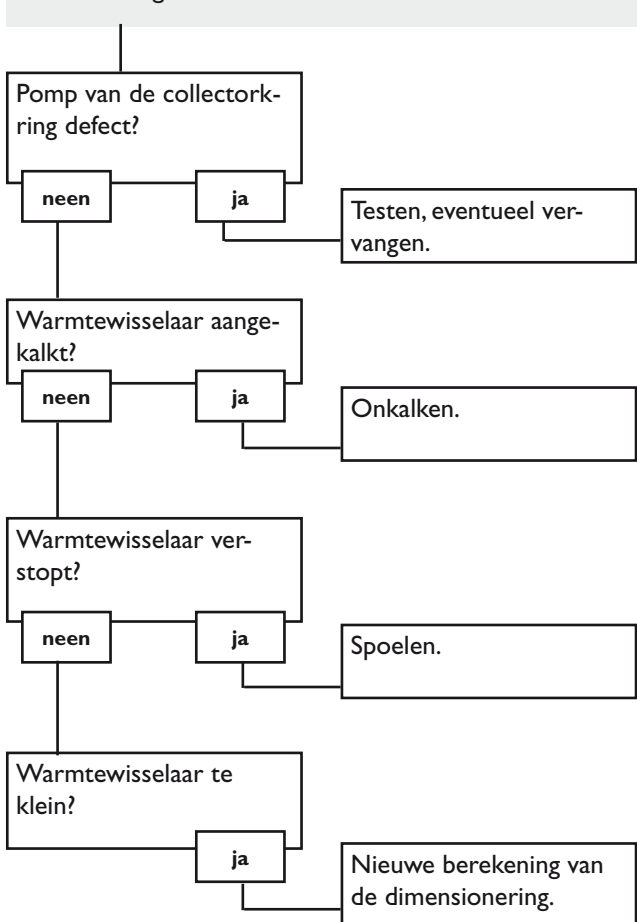 Pomp van de collectork-
ring defect?
neen
ja
Testen, eventueel ver-
vangen.
Warmtewisselaar aange-
kalkt?
neen
ja
Onkalken.
Warmtewisselaar ver-
stopt?
neen
ja
Spoelen.
Warmtewisselaar te
klein?
ja
Nieuwe berekening van
de dimensionering.